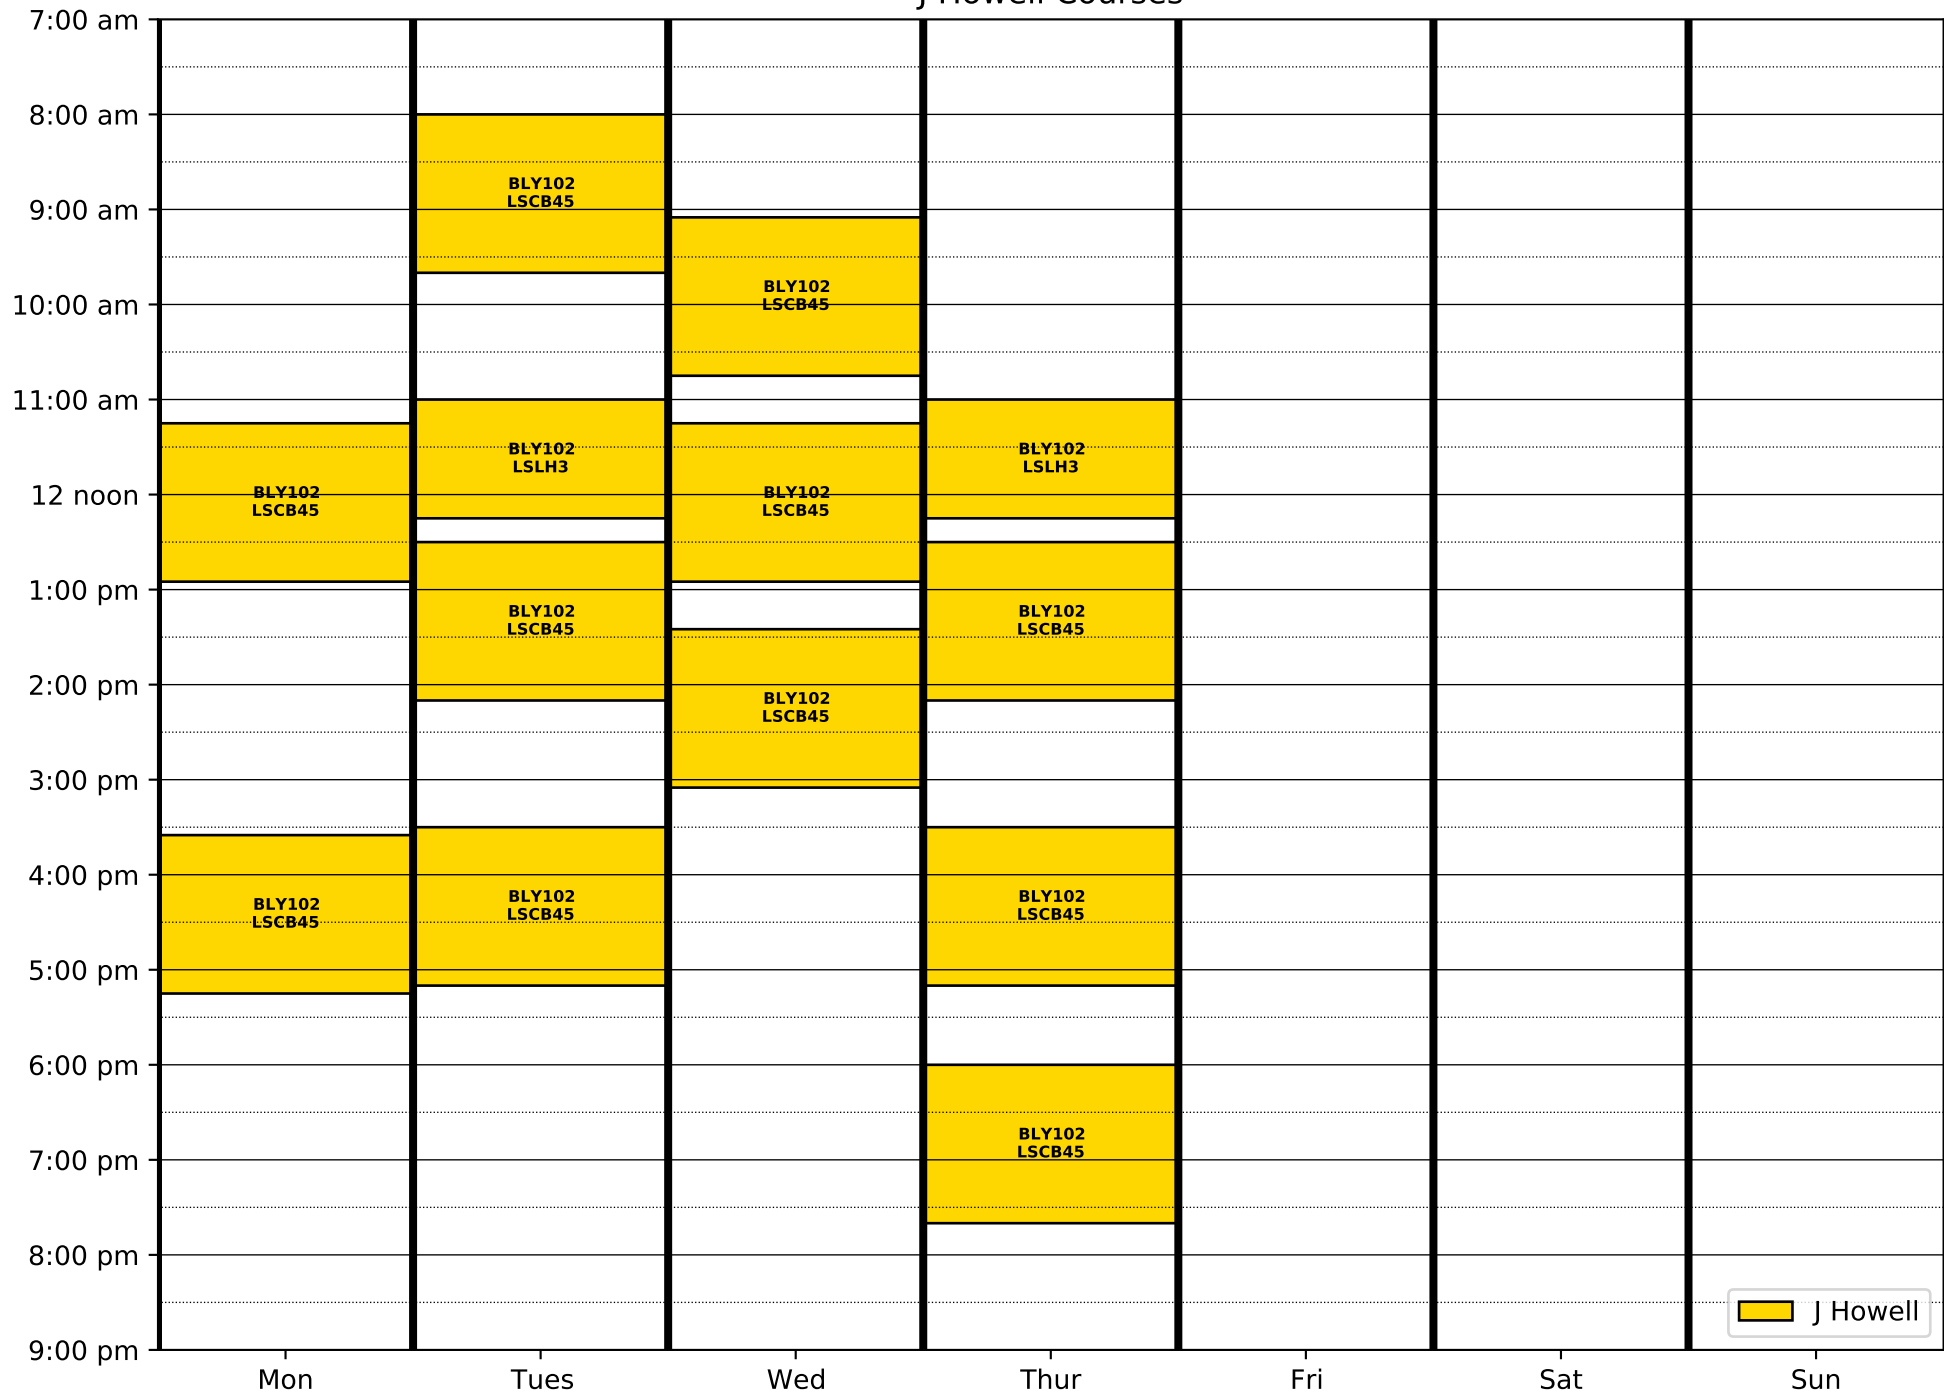 J Howell Courses
7:00 am
8:00 am
9:00 am
10:00 am
11:00 am
12 noon
1:00 pm
2:00 pm
3:00 pm
4:00 pm
5:00 pm
6:00 pm
7:00 pm
8:00 pm
9:00 pm
BLY102
LSCB45
BLY102
LSCB45
BLY102
LSCB45
BLY102
LSLH3
BLY102
LSCB45
BLY102
LSCB45
BLY102
LSCB45
BLY102
LSCB45
BLY102
LSCB45
BLY102
LSLH3
BLY102
LSCB45
BLY102
LSCB45
BLY102
LSCB45
J Howell
Mon
Tues
Wed
Thur
Fri
Sat
Sun